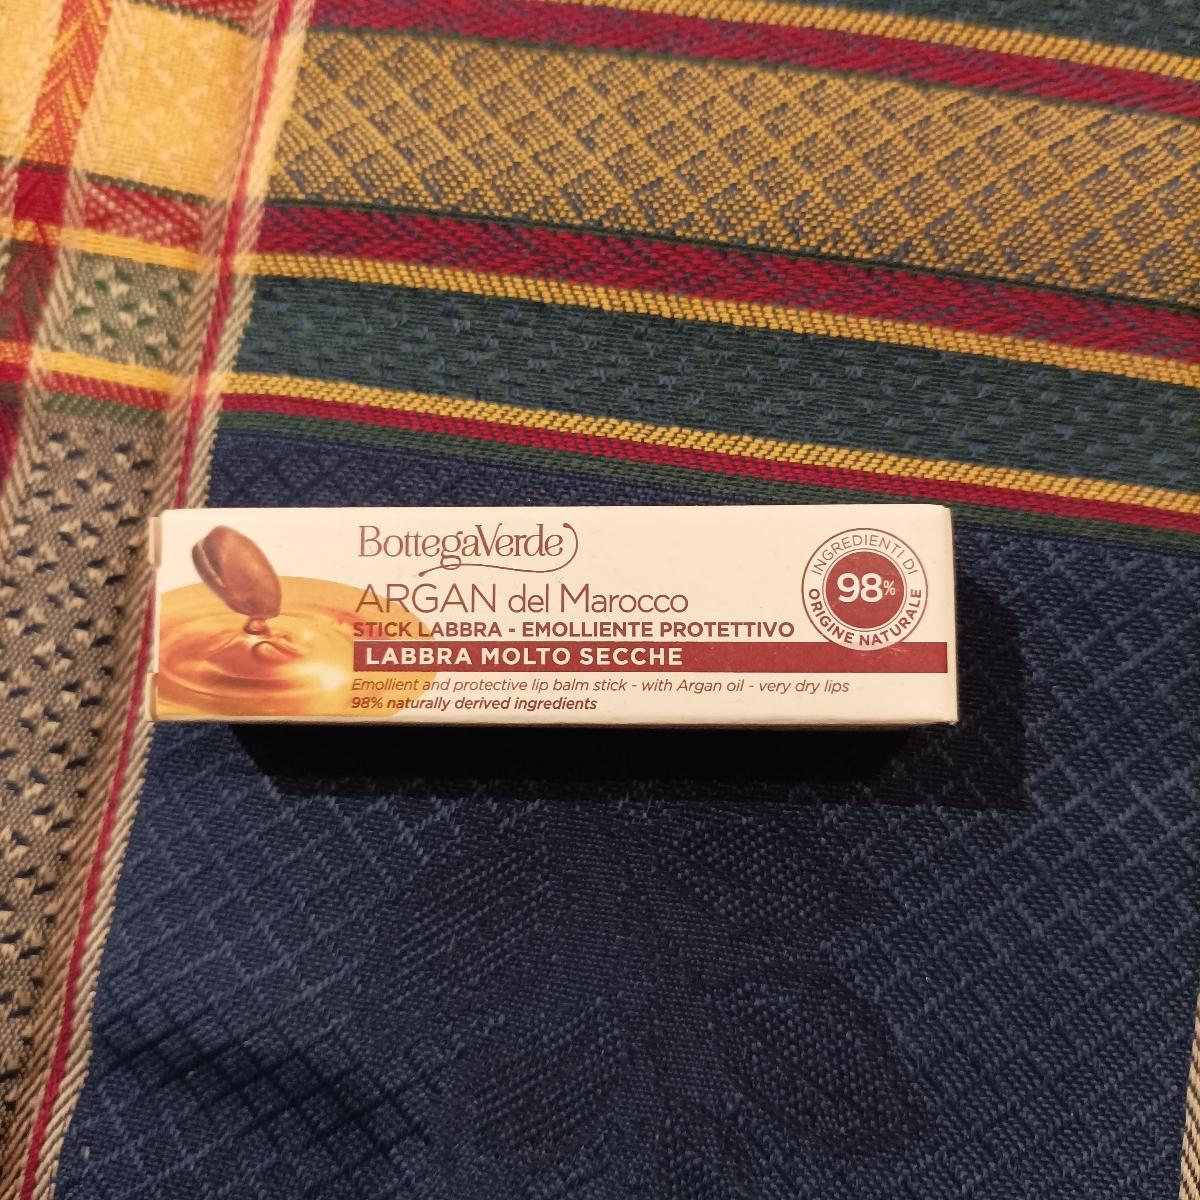 BottegaVerde
ARGAN del Marocco
STICK LABBRA - EMOLLIENTE PROTETTIVO
LABBRA MOLTO SECCHE
Emollient and protective lip balm stick - with Argan oil - very dry lips
98% naturally derived ingredients
INGREDIENTI DI
98%
ORIGINE NATURALE